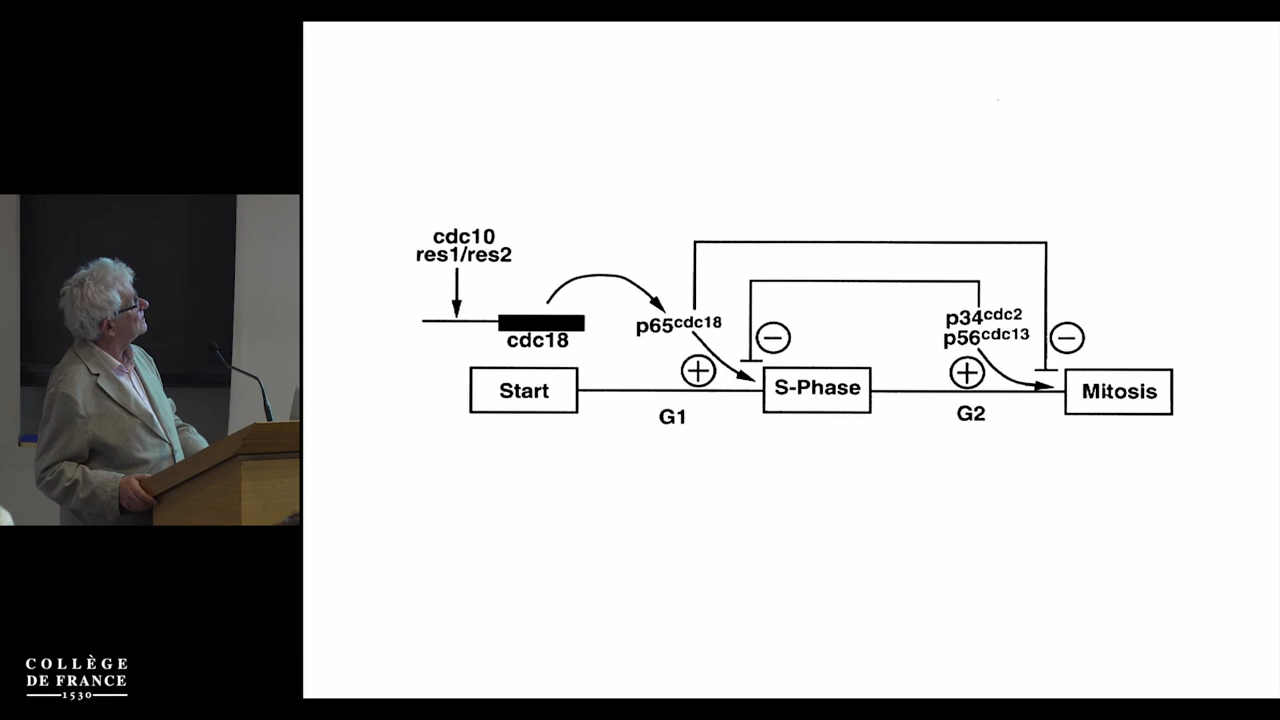 cdc10
res1/res2
cdc18
p65cdc18
p34cdc2
p56cdc13
+
−
+
−
Start
S-Phase
Mitosis
G1
G2
COLLÈGE
DE FRANCE
1530